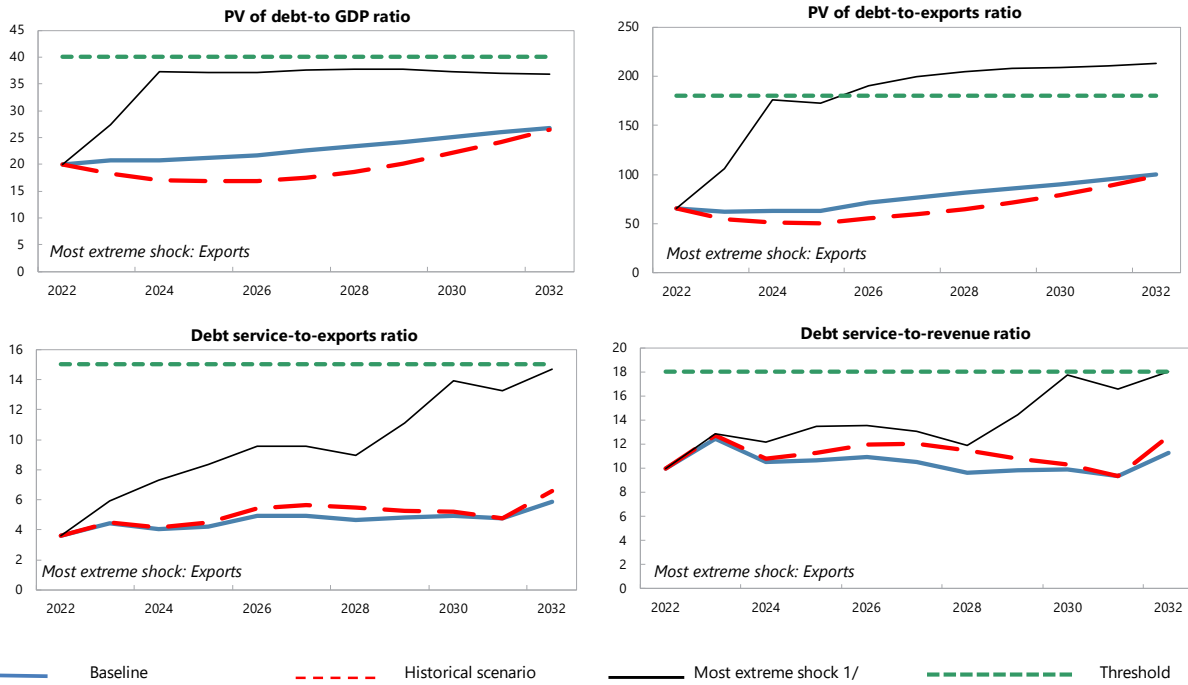 PV of debt-to GDP ratio
45
40
35
30
25
20
15
10
5
0
Most extreme shock: Exports
2022 2024 2026 2028 2030 2032
PV of debt-to-exports ratio
250
200
150
100
50
0
Most extreme shock: Exports
2022 2024 2026 2028 2030 2032
Debt service-to-exports ratio
16
14
12
10
8
6
4
2
0
Most extreme shock: Exports
2022 2024 2026 2028 2030 2032
Debt service-to-revenue ratio
20
18
16
14
12
10
8
6
4
2
0
Most extreme shock: Exports
2022 2024 2026 2028 2030 2032
Baseline Historical scenario Most extreme shock 1/ Threshold